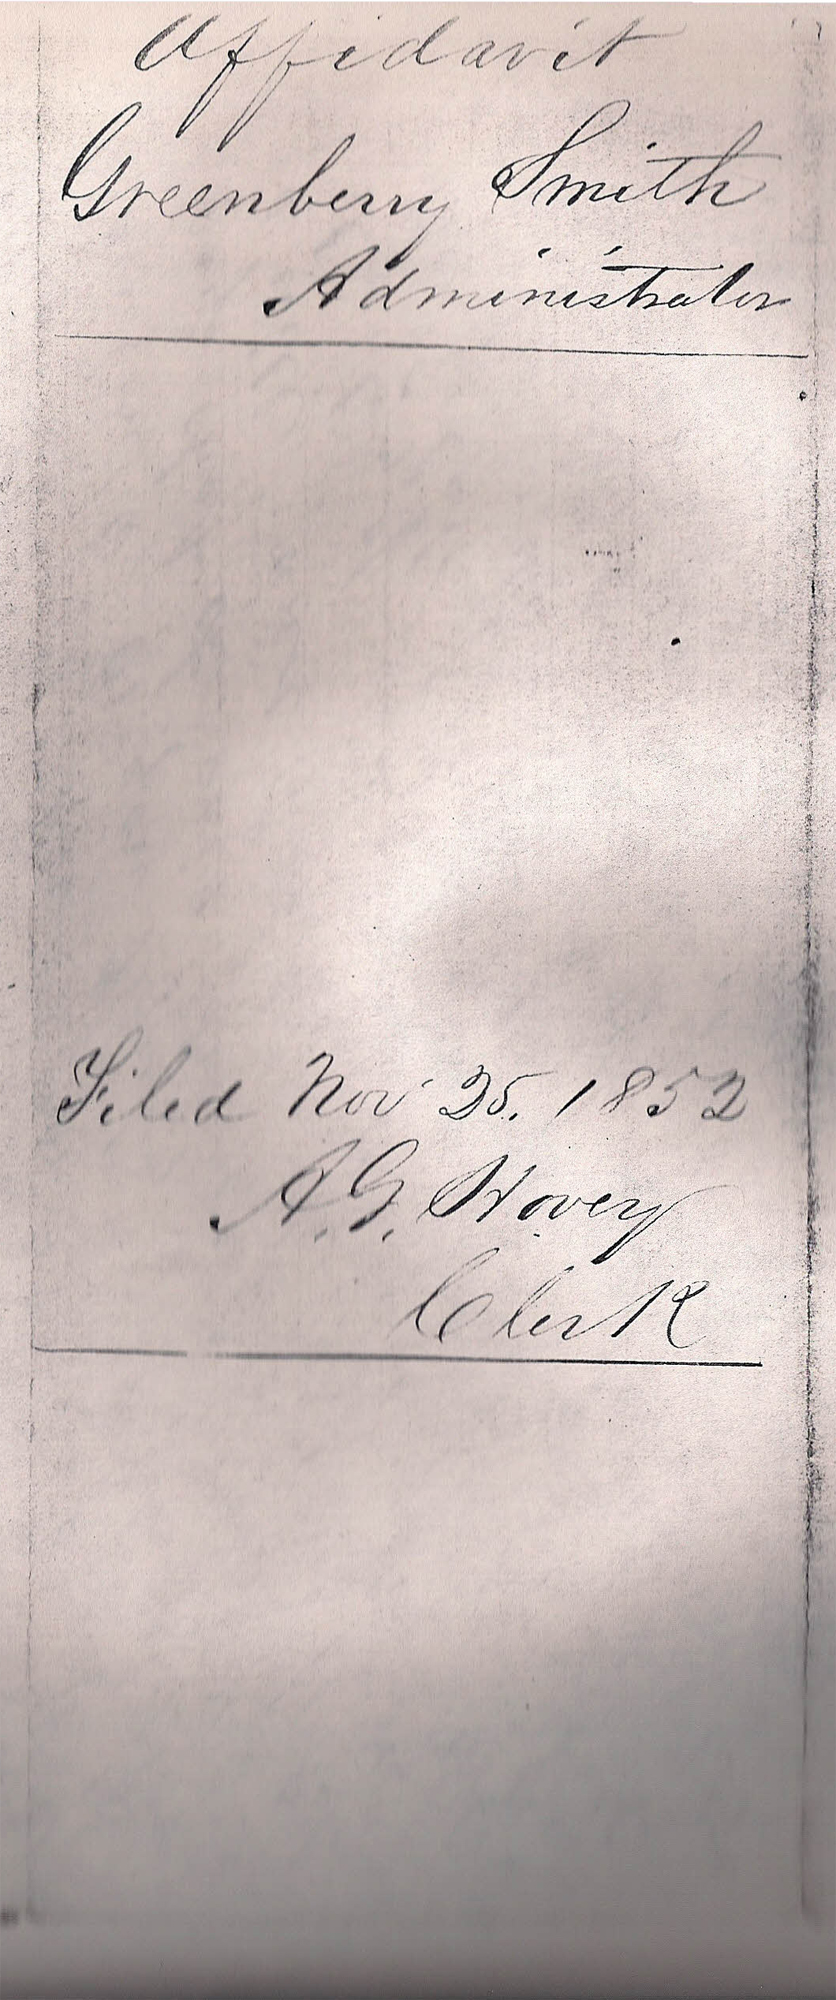 Affidavit
Greenberry Smith
Administrator
Filed Nov 25. 1852
A. G. Hovey
Clerk